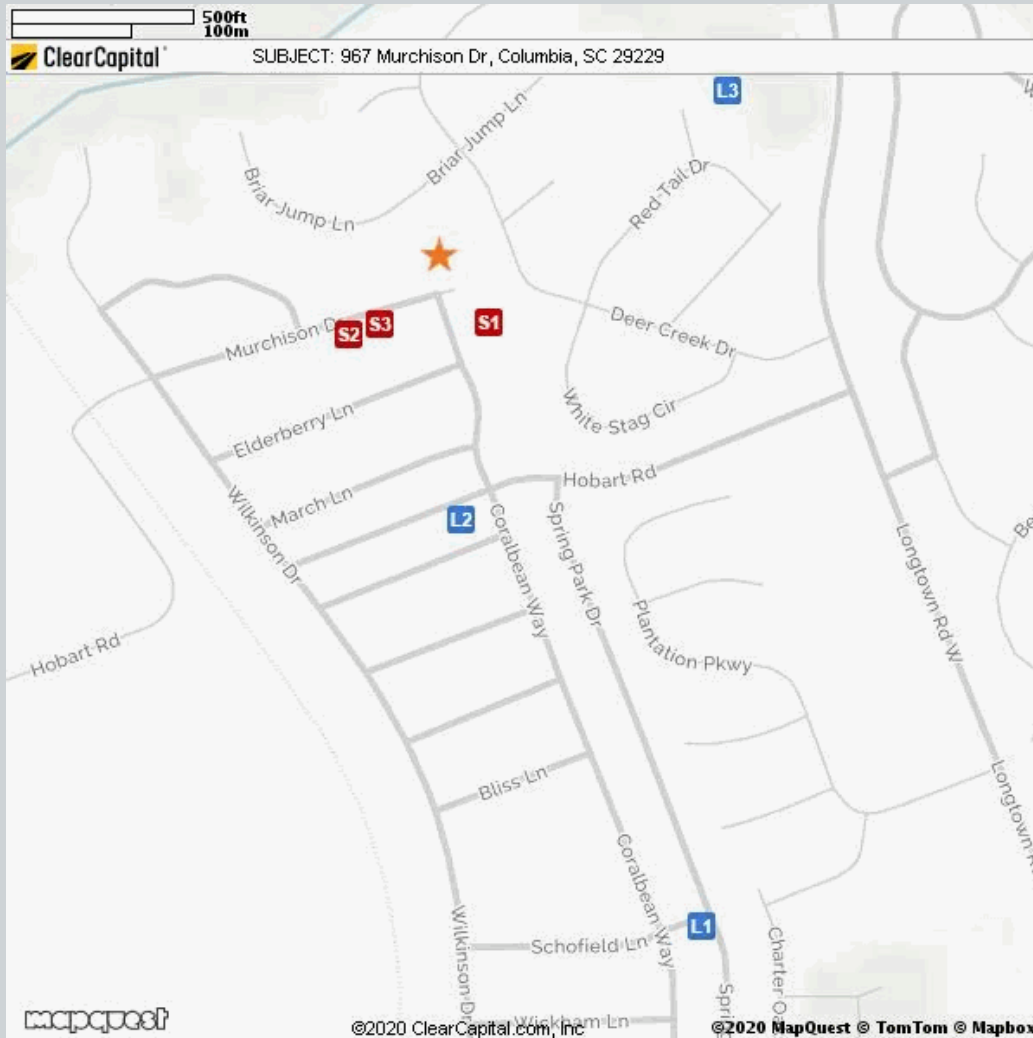 500ft
100m
ClearCapital
SUBJECT: 967 Murchison Dr, Columbia, SC 29229
L3
Briar Jump Ln
Red Tail Dr
Briar Jump Ln
Murchison D
S2
S3
S1
Deer Creek Dr
White Stag Cir
Elderberry Ln
Hobart Rd
March Ln
Wilkinson Dr
L2
Coralbean Way
Spring Park Dr
Longtown Rd W
Be
Plantation Pkwy
Hobart Rd
Bliss Ln
Longtown R
Coralbean Way
L1
Schofield Ln
Wilkinson Dr
Charter Oa
Spri
Wickham Ln
mapquest
©2020 ClearCapital.com, Inc
©2020 MapQuest © TomTom © Mapbox